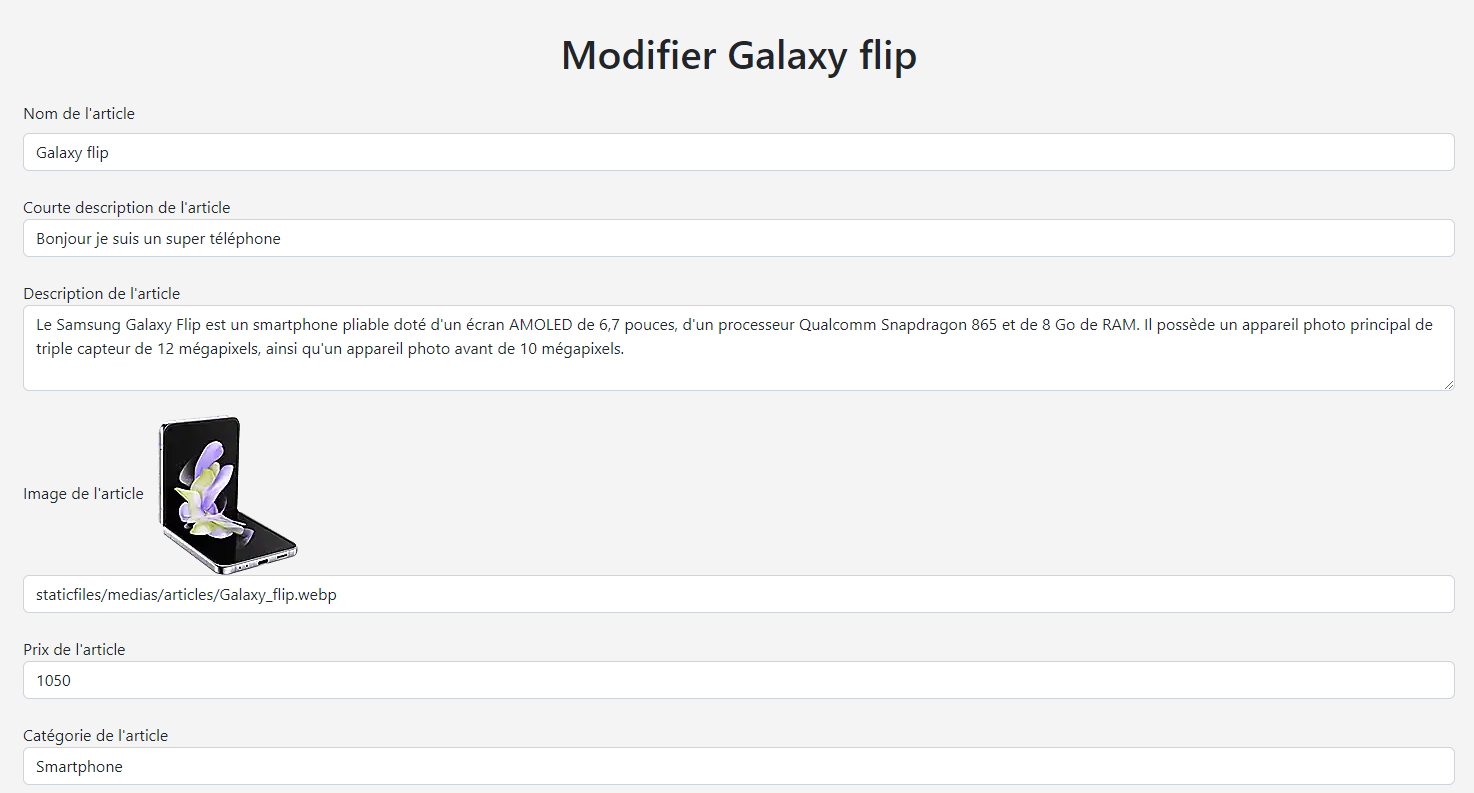 Modifier Galaxy flip
Nom de l'article
Galaxy flip
Courte description de l'article
Bonjour je suis un super téléphone
Description de l'article
Le Samsung Galaxy Flip est un smartphone pliable doté d'un écran AMOLED de 6,7 pouces, d'un processeur Qualcomm Snapdragon 865 et de 8 Go de RAM. Il possède un appareil photo principal de
triple capteur de 12 mégapixels, ainsi qu'un appareil photo avant de 10 mégapixels.
Image de l'article
staticfiles/medias/articles/Galaxy_flip.webp
Prix de l'article
1050
Catégorie de l'article
Smartphone